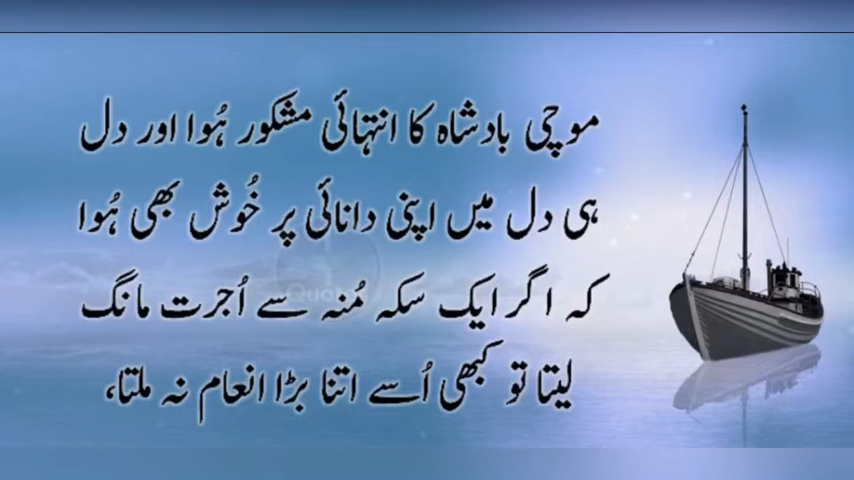 موچی بادشاہ کا انتہائی مشکور ہُوا اور دل
ہی دل میں اپنی دانائی پر خُوش بھی ہُوا
کہ اگر ایک سکہ مُنہ سے اُجرت مانگ
لیتا تو کبھی اُسے اتنا بڑا انعام نہ ملتا،